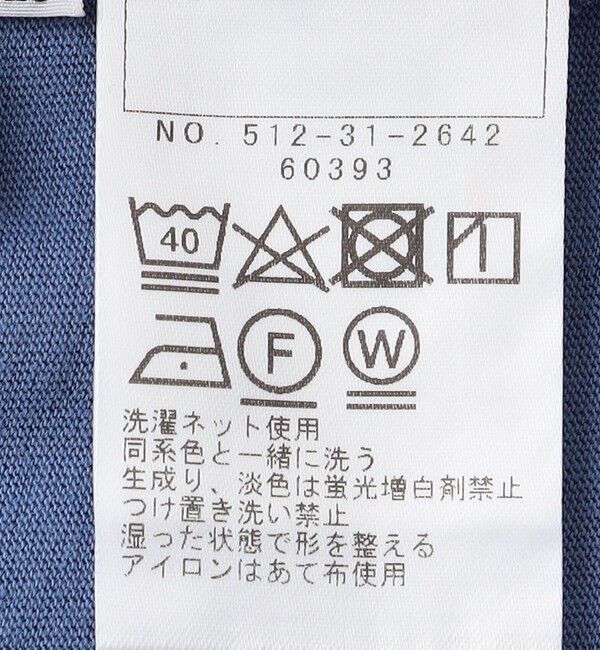 NO. 512-31-2642
60393
40
F
W
洗濯ネット使用
同系色と一緒に洗う
生成り、淡色は蛍光増白剤禁止
つけ置き洗い禁止
湿った状態で形を整える
アイロンはあて布使用